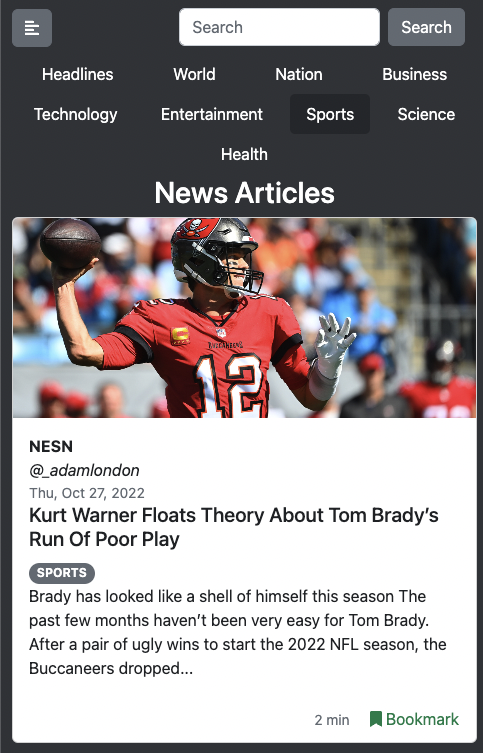 Search
Search
Headlines World Nation Business
Technology Entertainment Sports Science
Health
News Articles
BUCCANEERS
12
NESN
@_adamlondon
Thu, Oct 27, 2022
Kurt Warner Floats Theory About Tom Brady’s
Run Of Poor Play
SPORTS
Brady has looked like a shell of himself this season The
past few months haven’t been very easy for Tom Brady.
After a pair of ugly wins to start the 2022 NFL season, the
Buccaneers dropped...
2 min Bookmark